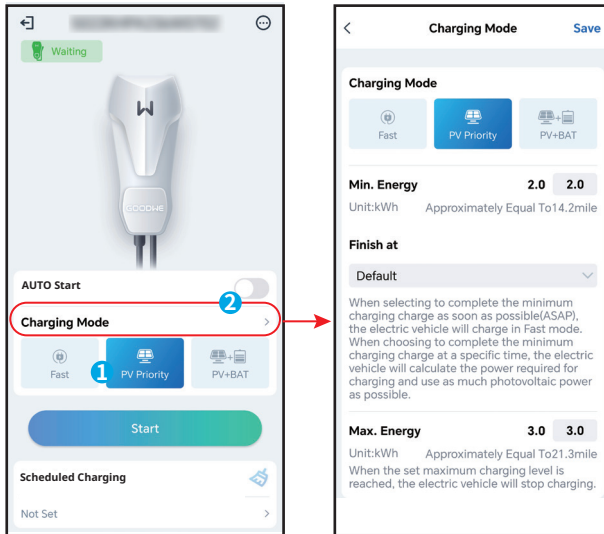 Waiting
W
GOODWE
AUTO Start
2
Charging Mode
1
Fast
PV Priority
PV+BAT
Start
Scheduled Charging
Not Set
Charging Mode
Save
Charging Mode
Fast
PV Priority
PV+BAT
Min. Energy 2.0 2.0
Unit:kWh Approximately Equal To14.2mile
Finish at
Default
When selecting to complete the minimum
charging charge as soon as possible(ASAP),
the electric vehicle will charge in Fast mode.
When choosing to complete the minimum
charging charge at a specific time, the electric
vehicle will calculate the power required for
charging and use as much photovoltaic power
as possible.
Max. Energy 3.0 3.0
Unit:kWh Approximately Equal To21.3mile
When the set maximum charging level is
reached, the electric vehicle will stop charging.